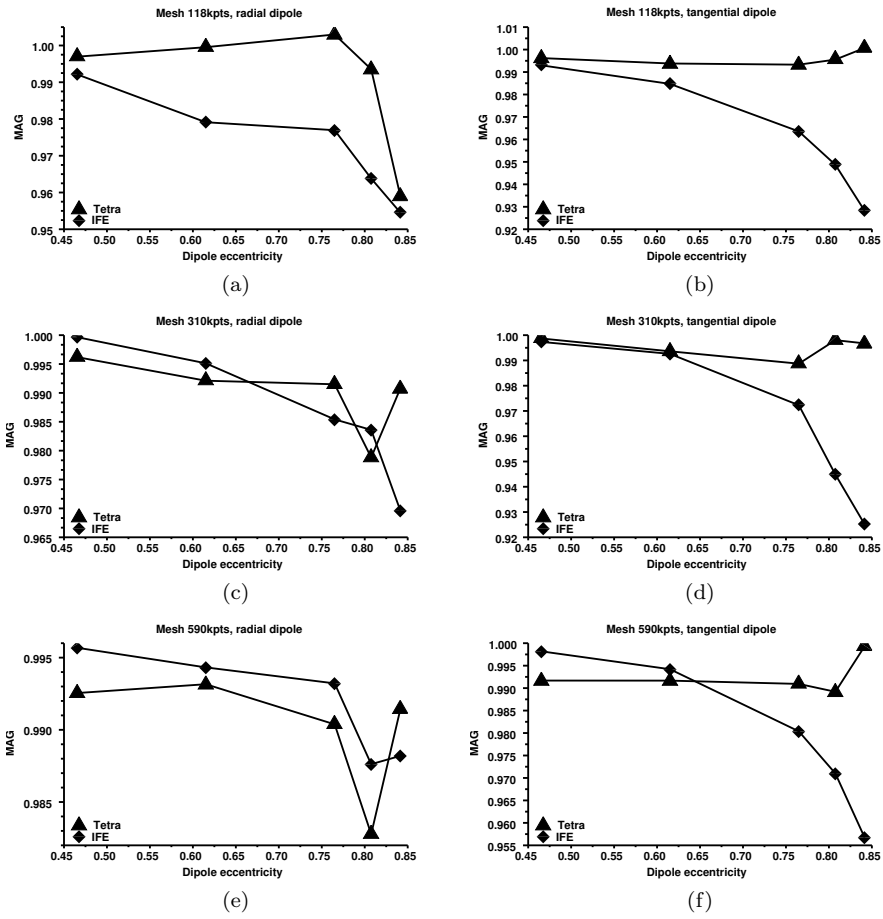 Mesh 118kpts, radial dipole
MAG
1.00
0.99
0.98
0.97
0.96
0.95
Tetra
IFE
0.45 0.50 0.55 0.60 0.65 0.70 0.75 0.80 0.85
Dipole eccentricity
(a)
Mesh 118kpts, tangential dipole
MAG
1.01
1.00
0.99
0.98
0.97
0.96
0.95
0.94
0.93
0.92
Tetra
IFE
0.45 0.50 0.55 0.60 0.65 0.70 0.75 0.80 0.85
Dipole eccentricity
(b)
Mesh 310kpts, radial dipole
MAG
1.000
0.995
0.990
0.985
0.980
0.975
0.970
0.965
Tetra
IFE
0.45 0.50 0.55 0.60 0.65 0.70 0.75 0.80 0.85
Dipole eccentricity
(c)
Mesh 310kpts, tangential dipole
MAG
1.00
0.99
0.98
0.97
0.96
0.95
0.94
0.93
0.92
Tetra
IFE
0.45 0.50 0.55 0.60 0.65 0.70 0.75 0.80 0.85
Dipole eccentricity
(d)
Mesh 590kpts, radial dipole
MAG
0.995
0.990
0.985
Tetra
IFE
0.45 0.50 0.55 0.60 0.65 0.70 0.75 0.80 0.85
Dipole eccentricity
(e)
Mesh 590kpts, tangential dipole
MAG
1.000
0.995
0.990
0.985
0.980
0.975
0.970
0.965
0.960
0.955
Tetra
IFE
0.45 0.50 0.55 0.60 0.65 0.70 0.75 0.80 0.85
Dipole eccentricity
(f)